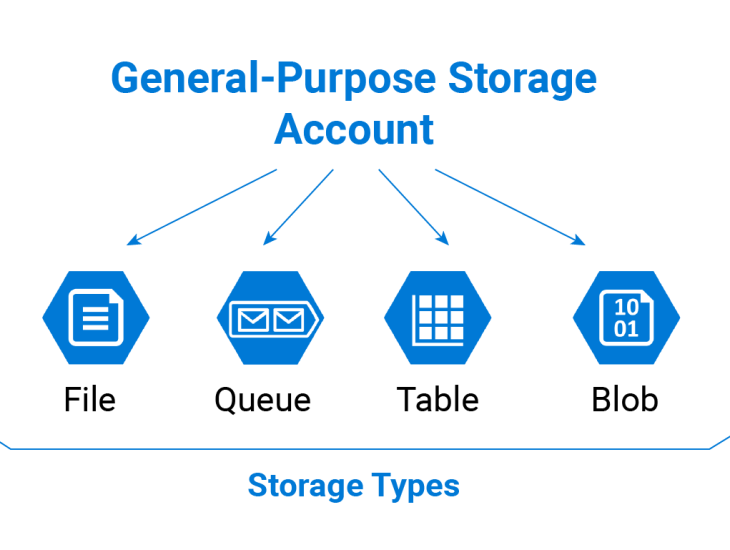 General-Purpose Storage
Account
10
01
File
Queue
Table
Blob
Storage Types